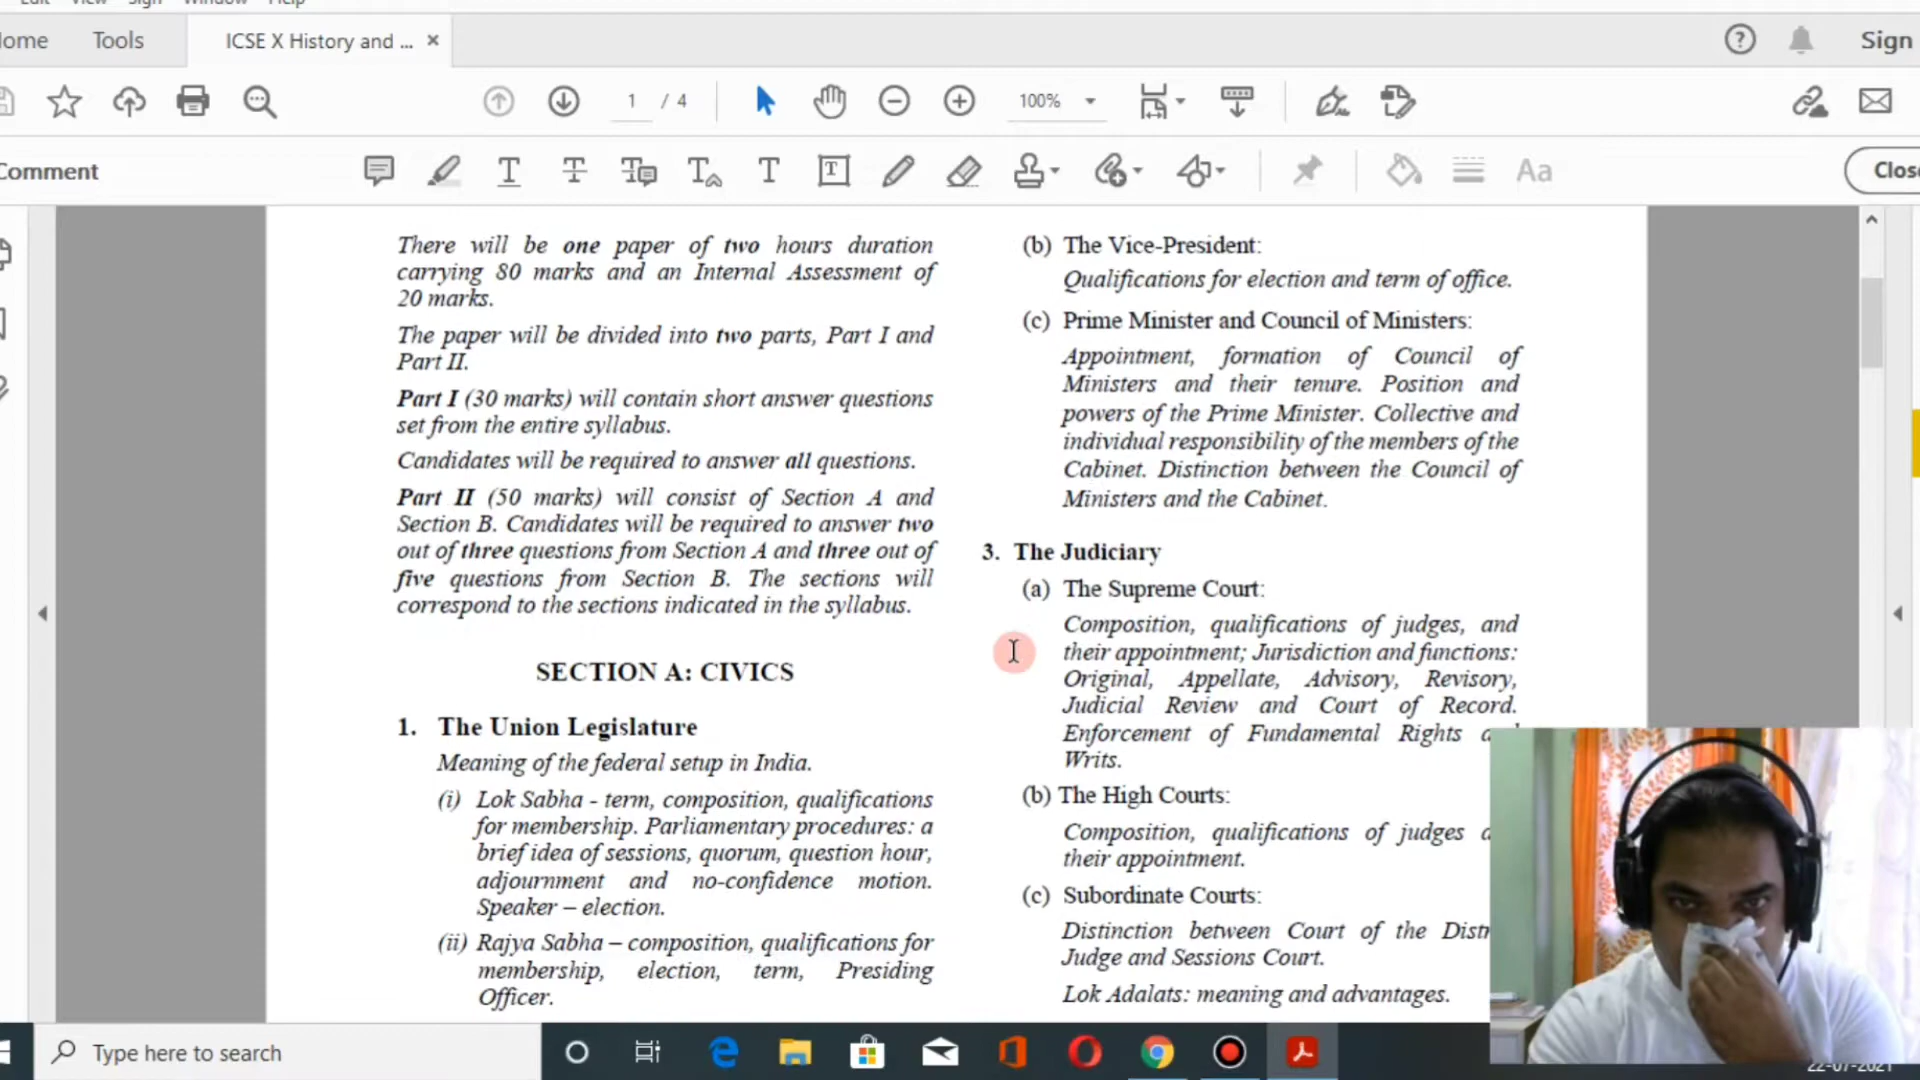 Edit View Sign Window Help
Home Tools ICSE X History and ... ×
Sign
1 / 4
100%
Comment
Aa
Close
There will be one paper of two hours duration
carrying 80 marks and an Internal Assessment of
20 marks.
The paper will be divided into two parts, Part I and
Part II.
Part I (30 marks) will contain short answer questions
set from the entire syllabus.
Candidates will be required to answer all questions.
Part II (50 marks) will consist of Section A and
Section B. Candidates will be required to answer two
out of three questions from Section A and three out of
five questions from Section B. The sections will
correspond to the sections indicated in the syllabus.
SECTION A: CIVICS
1. The Union Legislature
Meaning of the federal setup in India.
(i) Lok Sabha - term, composition, qualifications
for membership. Parliamentary procedures: a
brief idea of sessions, quorum, question hour,
adjournment and no-confidence motion.
Speaker – election.
(ii) Rajya Sabha – composition, qualifications for
membership, election, term, Presiding
Officer.
(b) The Vice-President:
Qualifications for election and term of office.
(c) Prime Minister and Council of Ministers:
Appointment, formation of Council of
Ministers and their tenure. Position and
powers of the Prime Minister. Collective and
individual responsibility of the members of the
Cabinet. Distinction between the Council of
Ministers and the Cabinet.
3. The Judiciary
(a) The Supreme Court:
Composition, qualifications of judges, and
their appointment; Jurisdiction and functions:
Original, Appellate, Advisory, Revisory,
Judicial Review and Court of Record.
Enforcement of Fundamental Rights
Writs.
(b) The High Courts:
Composition, qualifications of judges
their appointment.
(c) Subordinate Courts:
Distinction between Court of the Distr
Judge and Sessions Court.
Lok Adalats: meaning and advantages.
Type here to search
22-07-2021